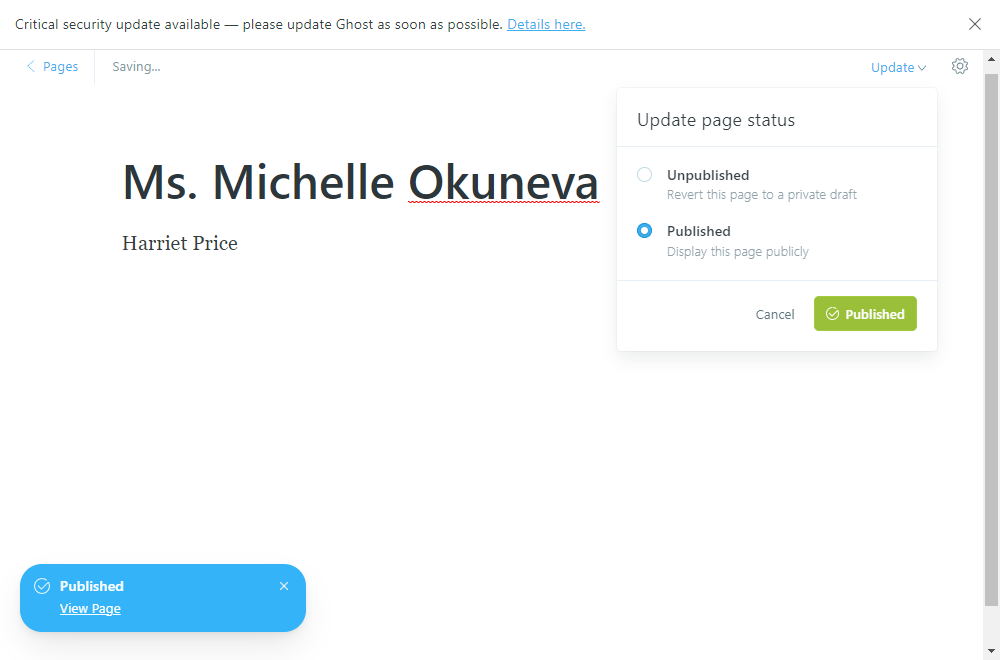 Critical security update available — please update Ghost as soon as possible. Details here.
Pages
Saving...
Update
Update page status
Ms. Michelle Okuneva
Unpublished
Revert this page to a private draft
Published
Display this page publicly
Harriet Price
Cancel
Published
Published
View Page